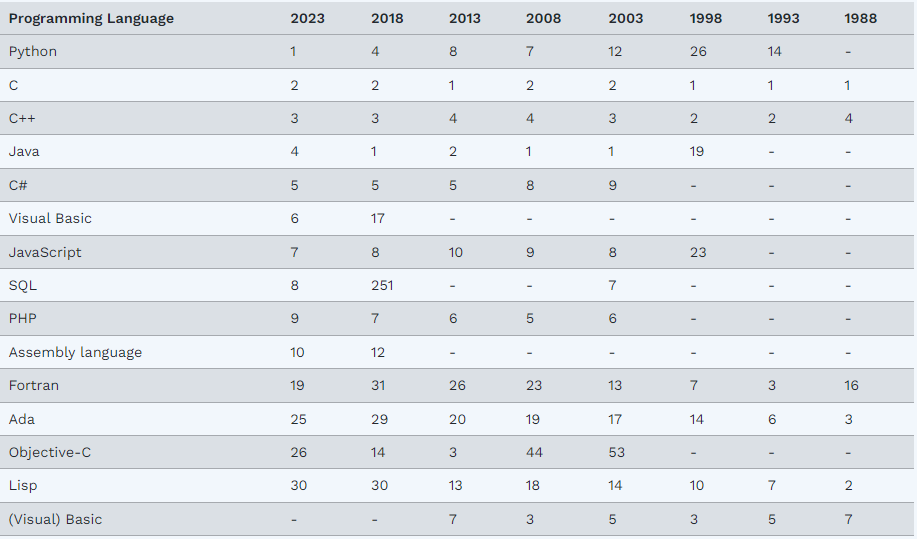 Programming Language 2023 2018 2013 2008 2003 1998 1993 1988
Python 1 4 8 7 12 26 14 -
C 2 2 1 2 2 1 1 1
C++ 3 3 4 4 3 2 2 4
Java 4 1 2 1 1 19 - -
C# 5 5 5 8 9 - - -
Visual Basic 6 17 - - - - - -
JavaScript 7 8 10 9 8 23 - -
SQL 8 251 - - 7 - - -
PHP 9 7 6 5 6 - - -
Assembly language 10 12 - - - - - -
Fortran 19 31 26 23 13 7 3 16
Ada 25 29 20 19 17 14 6 3
Objective-C 26 14 3 44 53 - - -
Lisp 30 30 13 18 14 10 7 2
(Visual) Basic - - 7 3 5 3 5 7